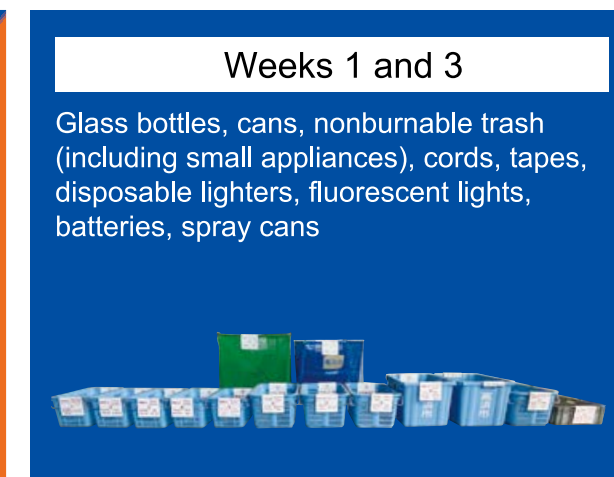 Weeks 1 and 3
Glass bottles, cans, nonburnable trash
(including small appliances), cords, tapes,
disposable lighters, fluorescent lights,
batteries, spray cans